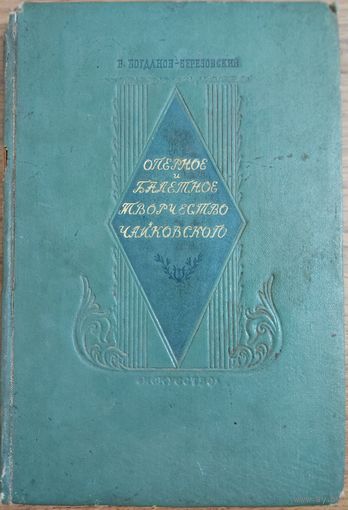 В. БОГДАНОВ-БЕРЕЗОВСКИЙ
ОПЕРНОЕ
И
БАЛЕТНОЕ
ТВОРЧЕСТВО
ЧАЙКОВСКОГО
ИСКУССТВО